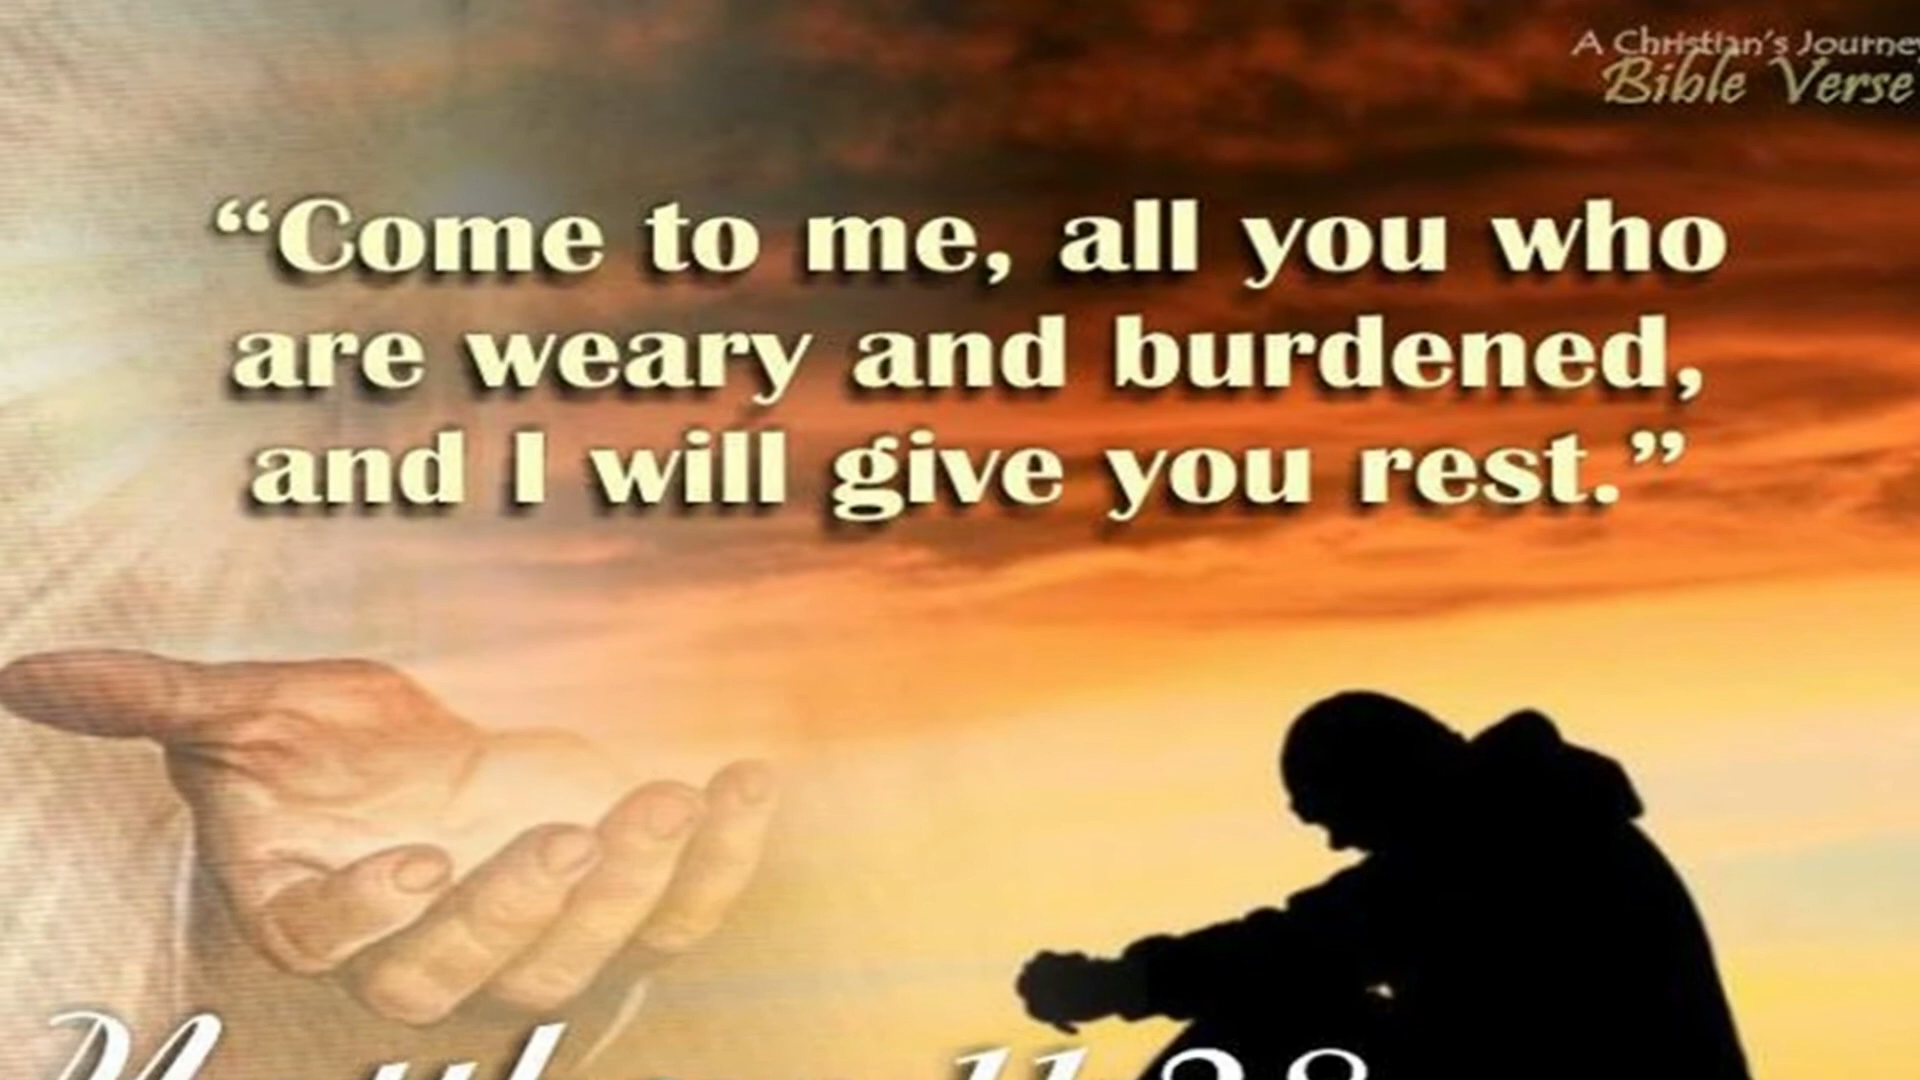 A Christian's Journey
Bible Verse
“Come to me, all you who
are weary and burdened,
and I will give you rest.”